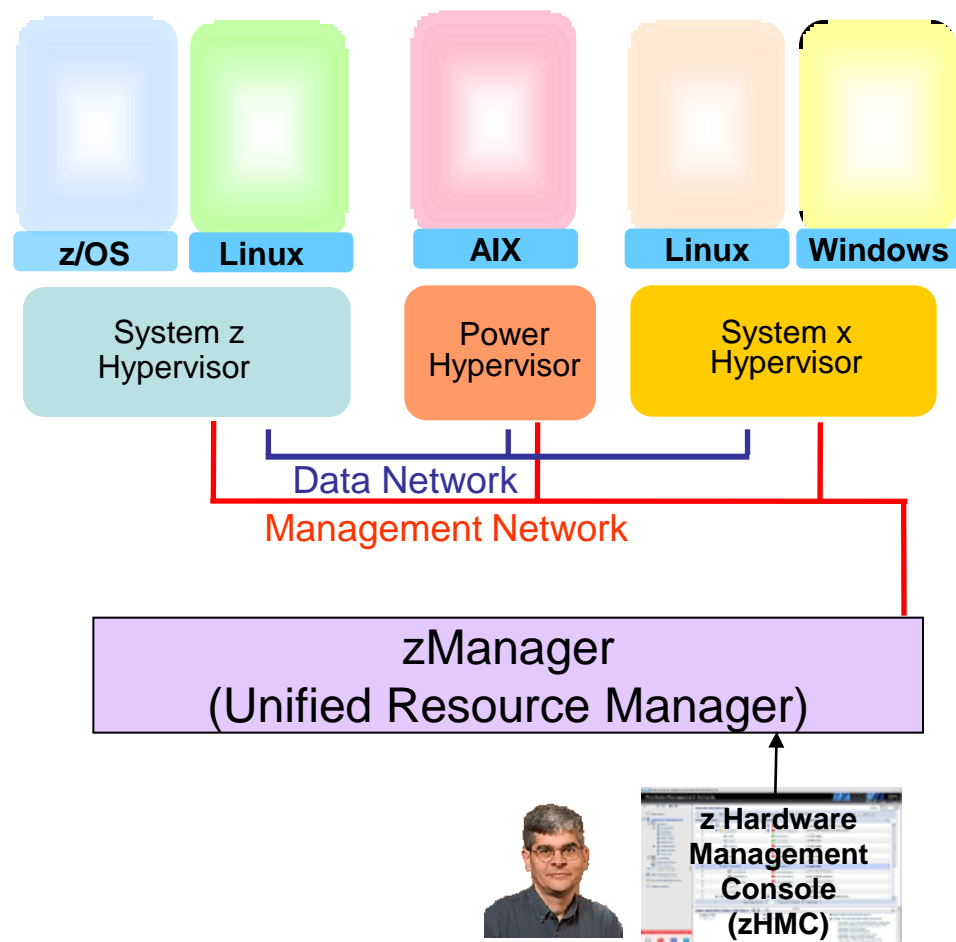 z/OS
Linux
AIX
Linux
Windows
System z
Hypervisor
Power
Hypervisor
System x
Hypervisor
Data Network
Management Network
zManager
(Unified Resource Manager)
z Hardware
Management
Console
(zHMC)